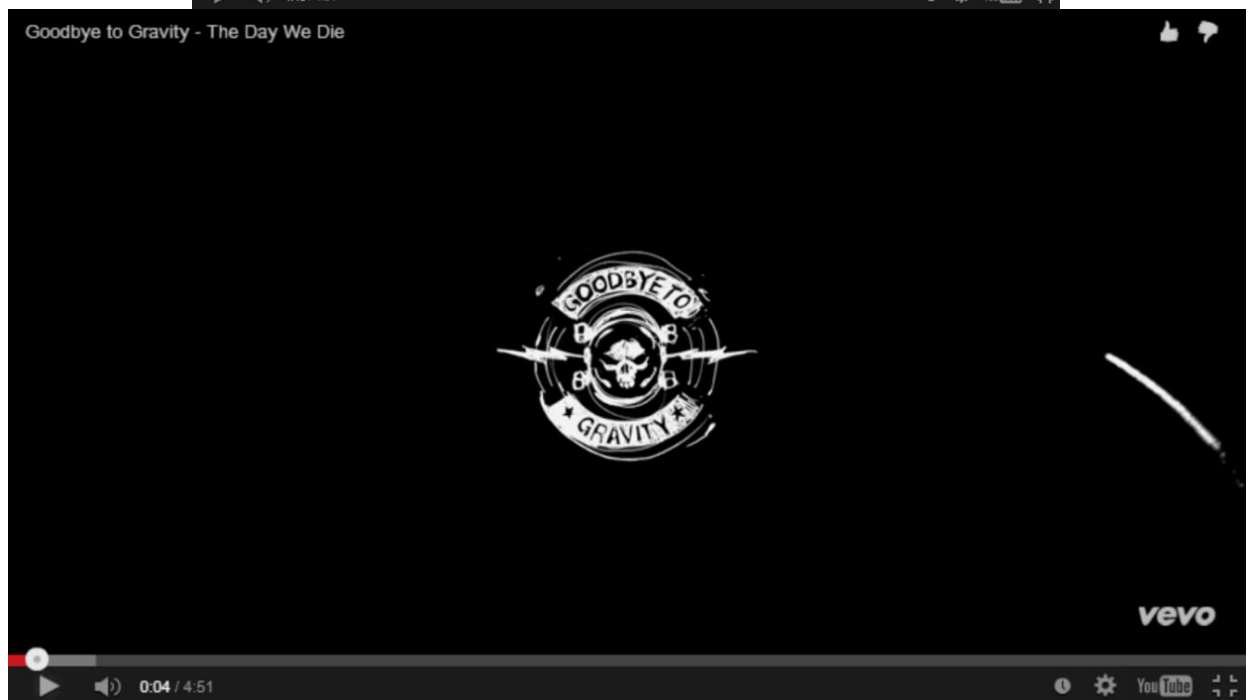 Goodbye to Gravity - The Day We Die
GOODBYE TO
GRAVITY
vevo
0:04 / 4:51
YouTube